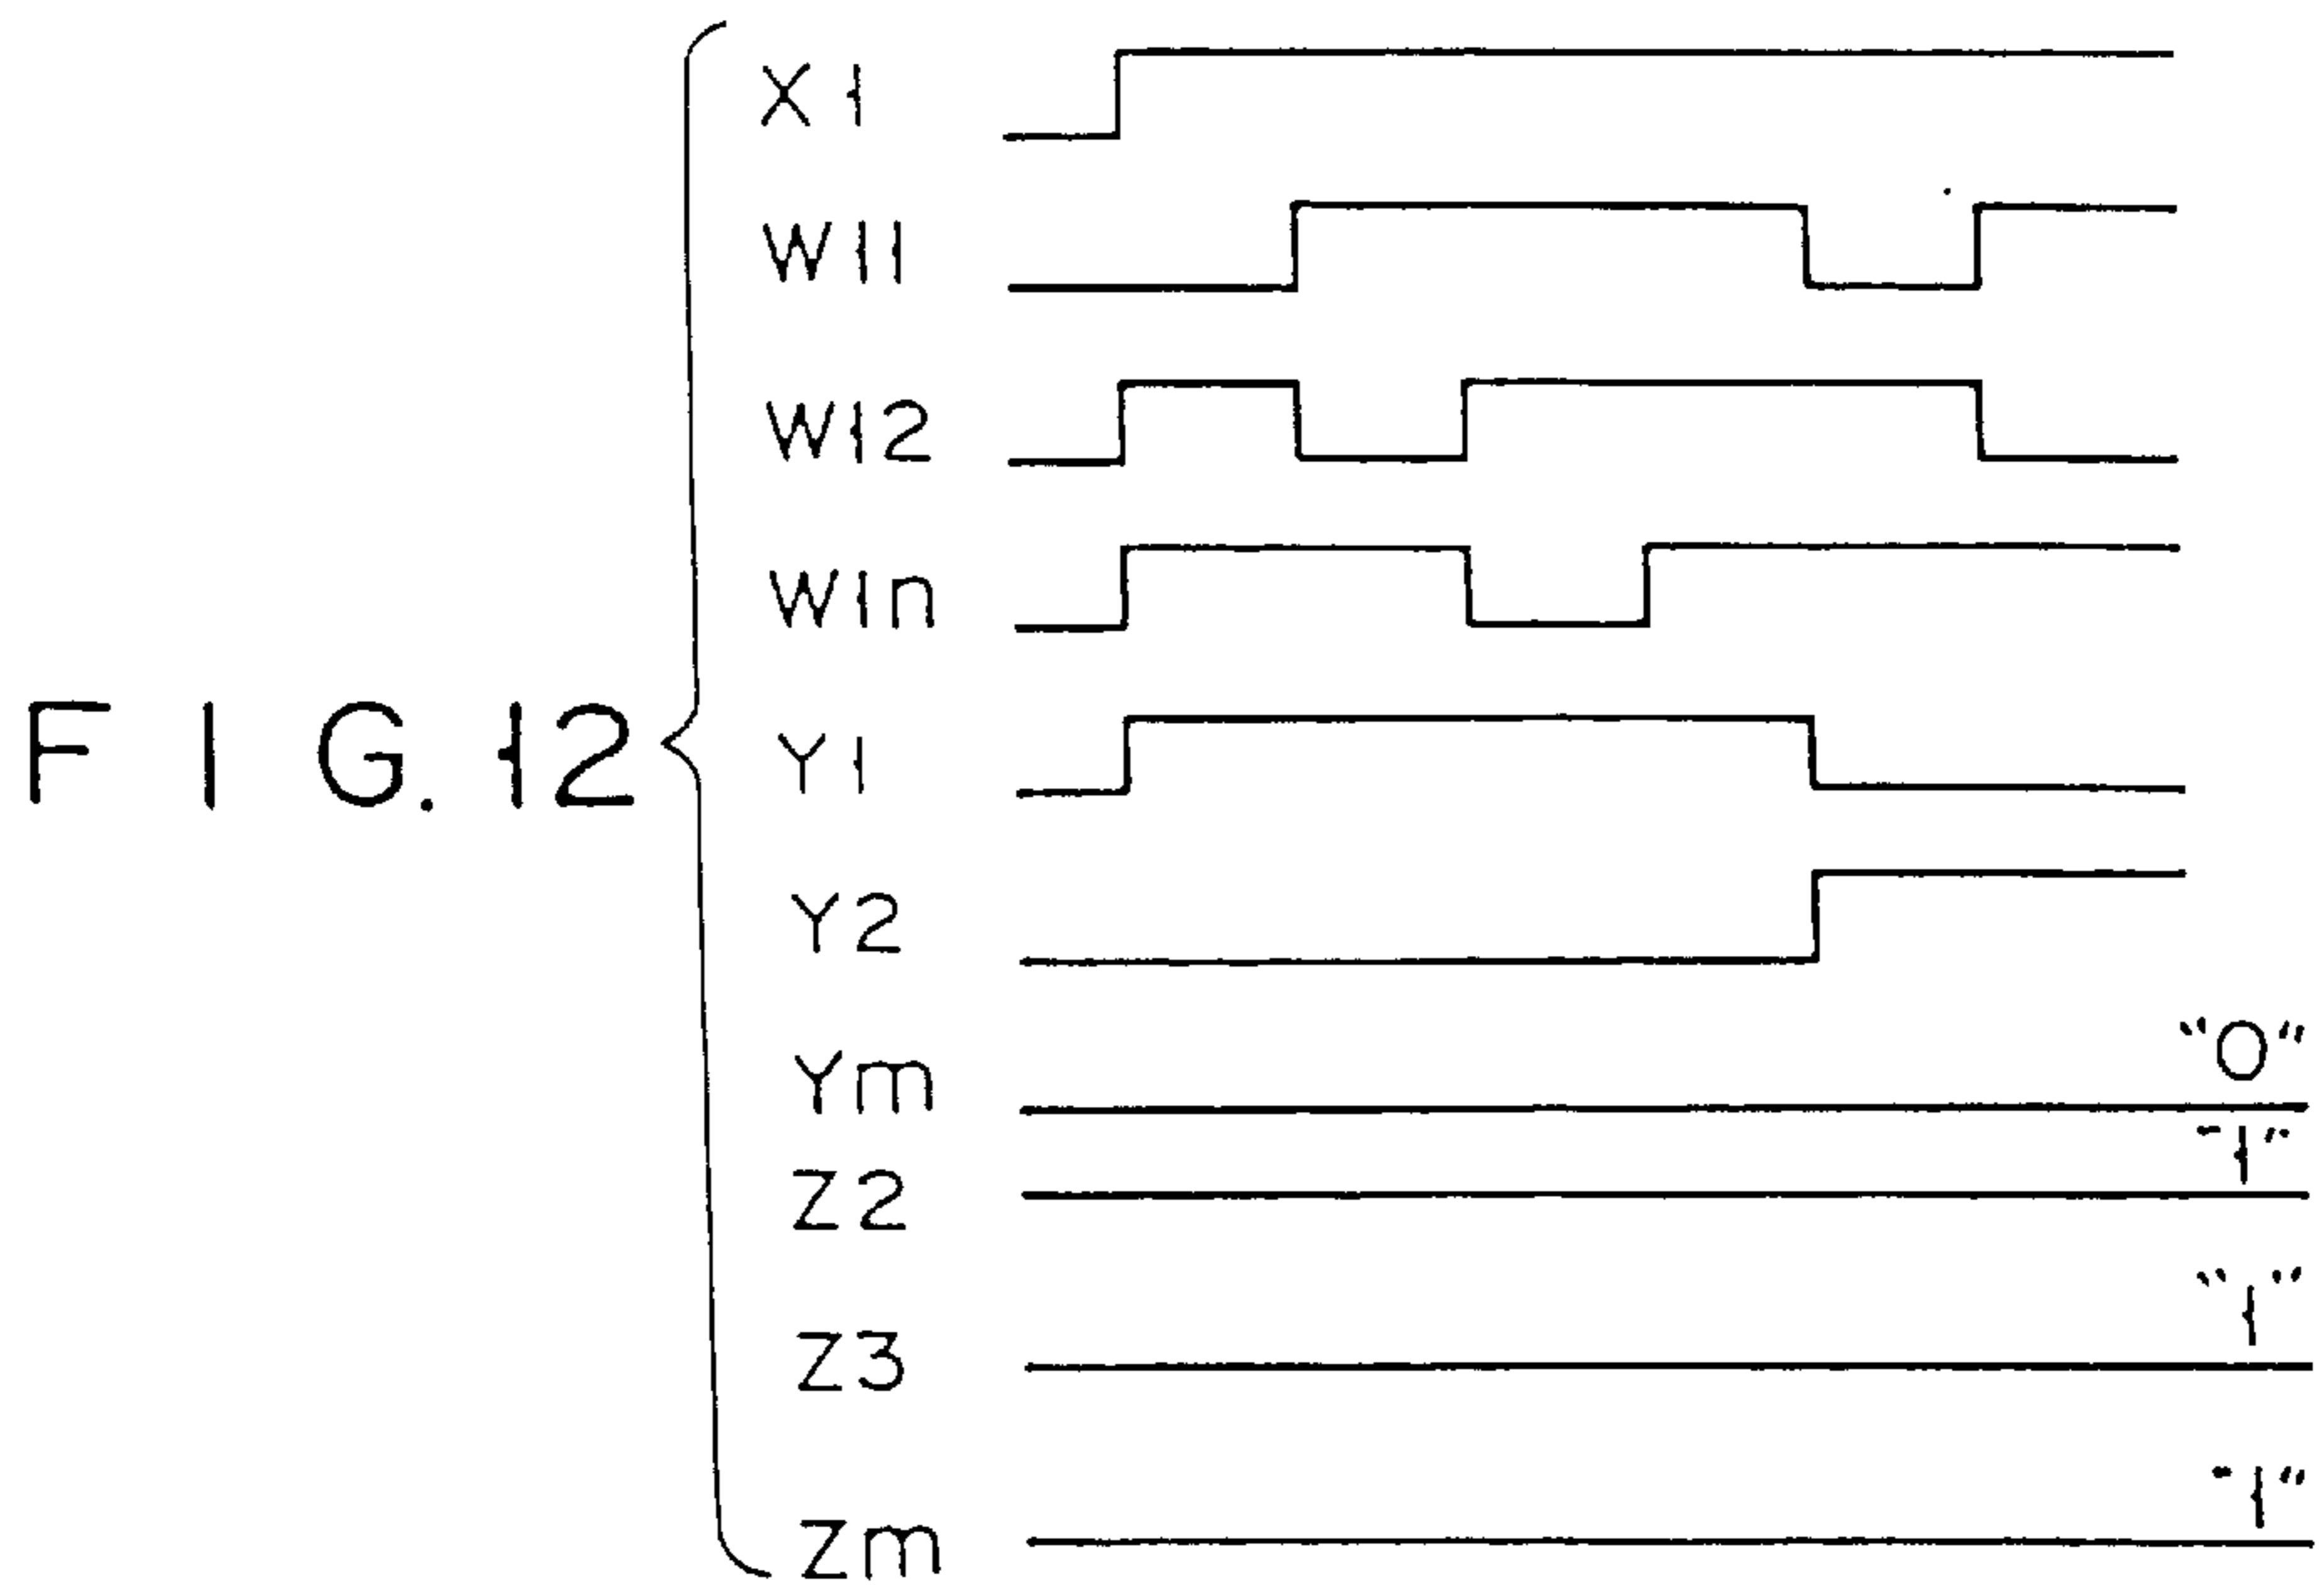 X1
W11
W12
W1n
FIG.12
Y1
Y2
Ym "0"
Z2 "1"
Z3 "1"
Zm "1"